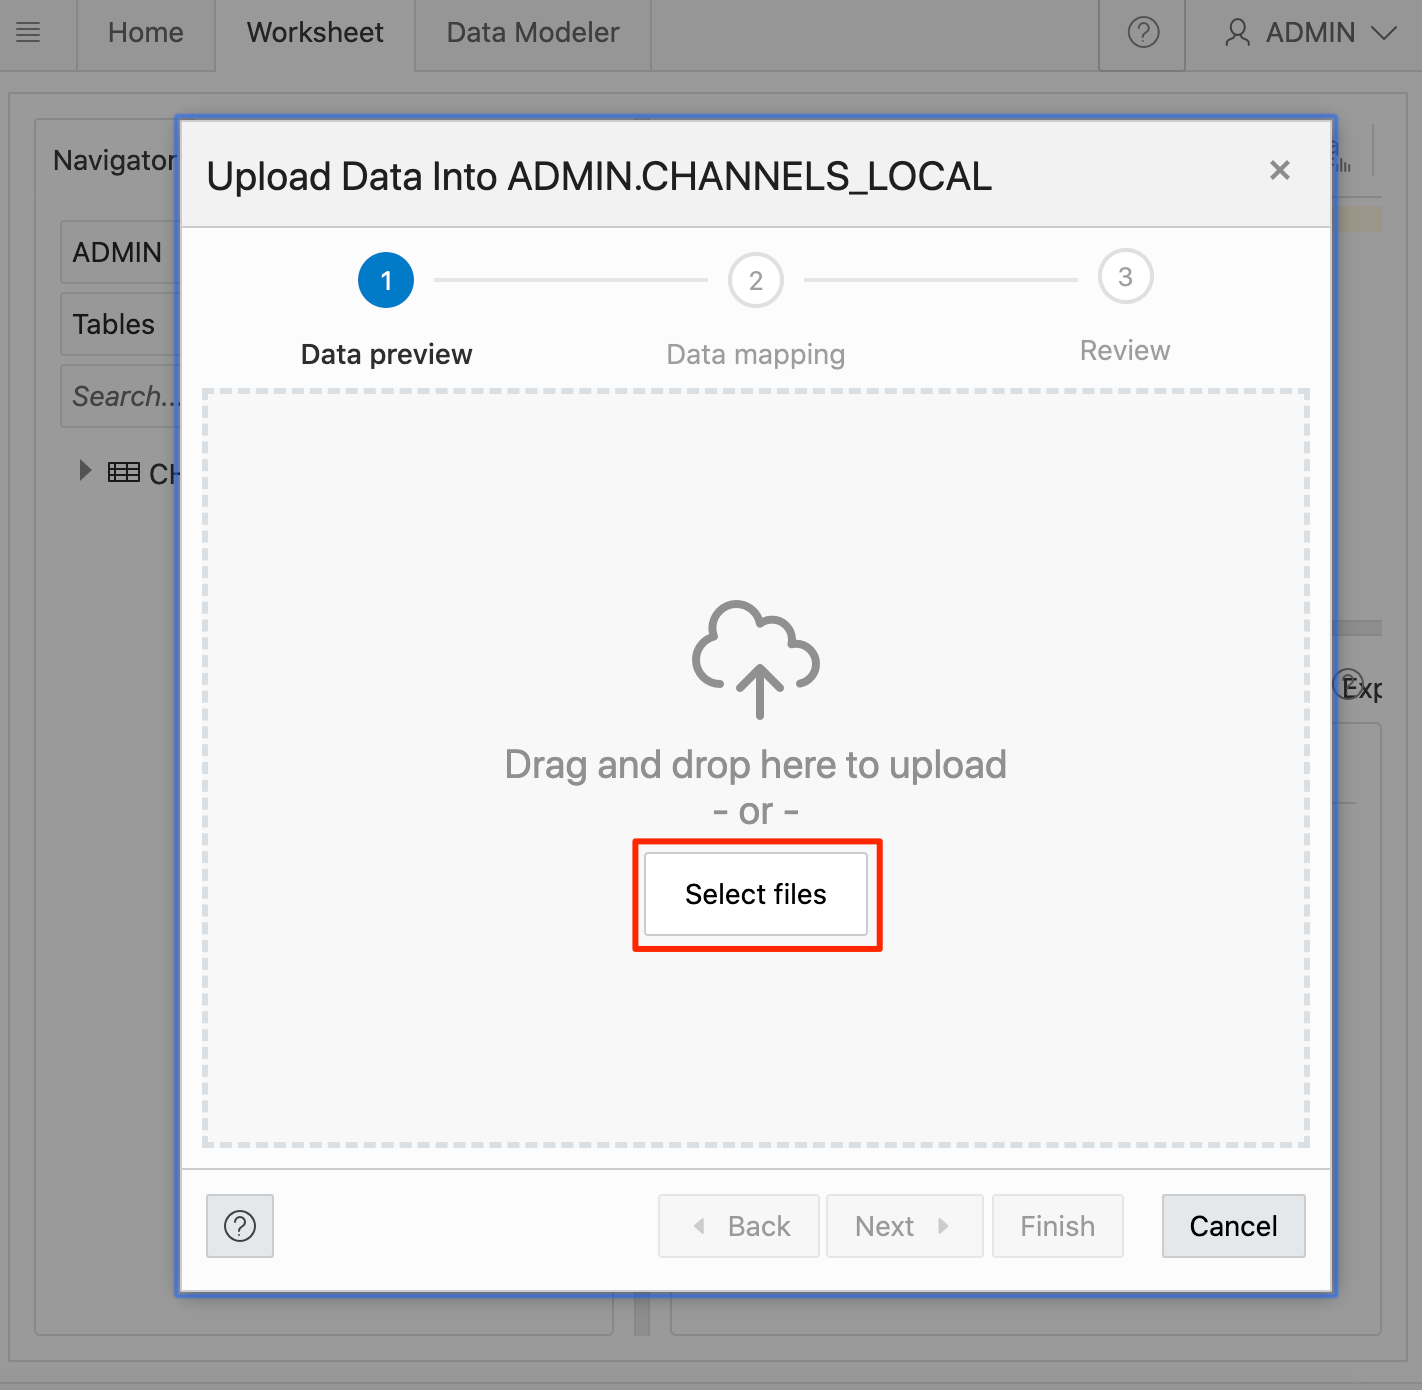 Home
Worksheet
Data Modeler
?
ADMIN
Navigator
Upload Data Into ADMIN.CHANNELS_LOCAL
ADMIN
1
2
3
Data preview
Data mapping
Review
Tables
Search...
CH
Drag and drop here to upload
- or -
Select files
?
Exp
?
Back
Next
Finish
Cancel